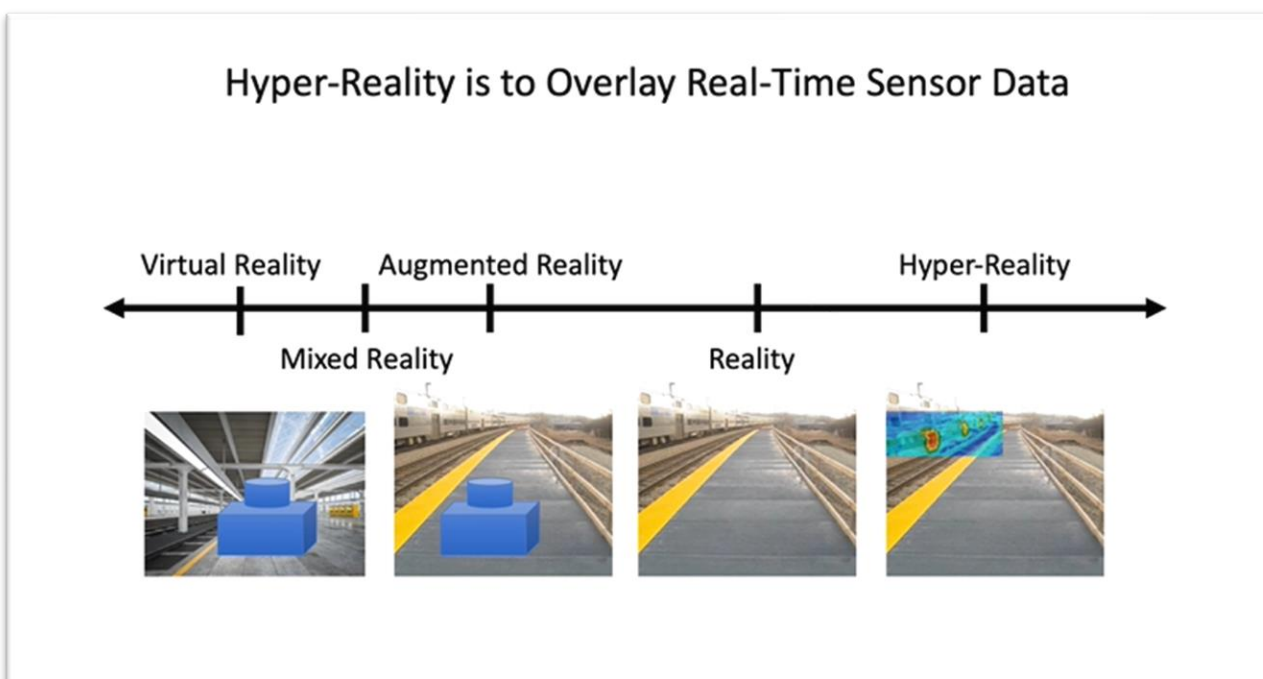 Hyper-Reality is to Overlay Real-Time Sensor Data
Virtual Reality
Augmented Reality
Hyper-Reality
Mixed Reality
Reality